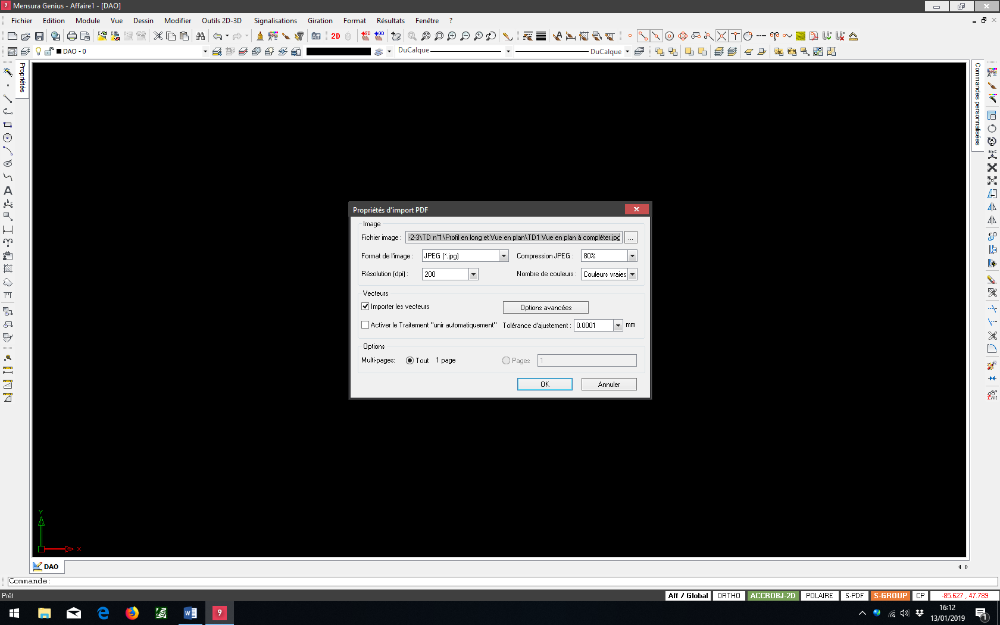 9 Mensura Genius - Affaire1 - [DAO]
Fichier Edition Module Vue Dessin Modifier Outils 2D-3D Signalisations Giration Format Résultats Fenêtre ?
Aff 2D
DAO - 0 DuCalque DuCalque
Propriétés
Commandes personnalisées
Propriétés d'import PDF
Image
Fichier image : -2-3\TD n°1\Profil en long et Vue en plan\TD1 Vue en plan à compléter.jpg ...
Format de l'image : JPEG (*.jpg) Compression JPEG : 80%
Résolution (dpi) : 200 Nombre de couleurs : Couleurs vraies
Vecteurs
Importer les vecteurs Options avancées
Activer le Traitement "unir automatiquement" Tolérance d'ajustement : 0.0001 mm
Options
Multi-pages: Tout 1 page Pages 1
OK Annuler
Y
X
DAO
Commande:
Prêt Aff / Global ORTHO ACCROBJ-2D POLAIRE S-PDF S-GROUP CP -85.627 , 47.789
16:12
13/01/2019
1